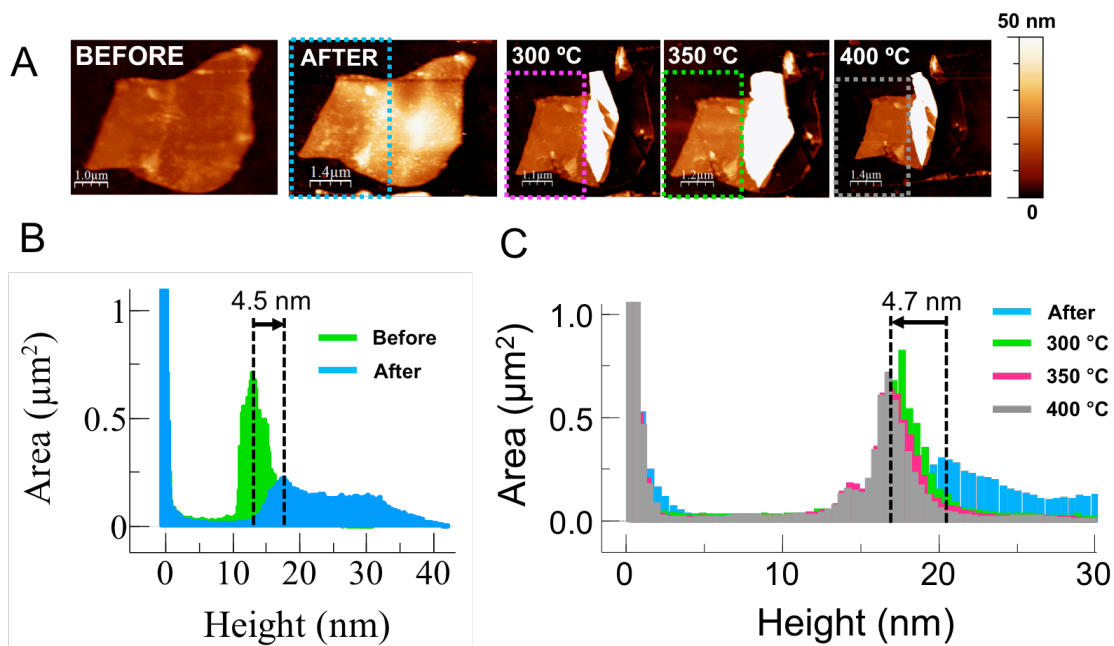 A
BEFORE
AFTER
300 ºC
350 ºC
400 ºC
50 nm
0
1.0µm
1.4µm
1.1µm
1.2µm
1.4µm
B
4.5 nm
Before
After
1
0.5
0
0 10 20 30 40
Area (µm²)
Height (nm)
C
4.7 nm
After
300 °C
350 °C
400 °C
1.0
0.5
0.0
0 10 20 30
Area (µm²)
Height (nm)